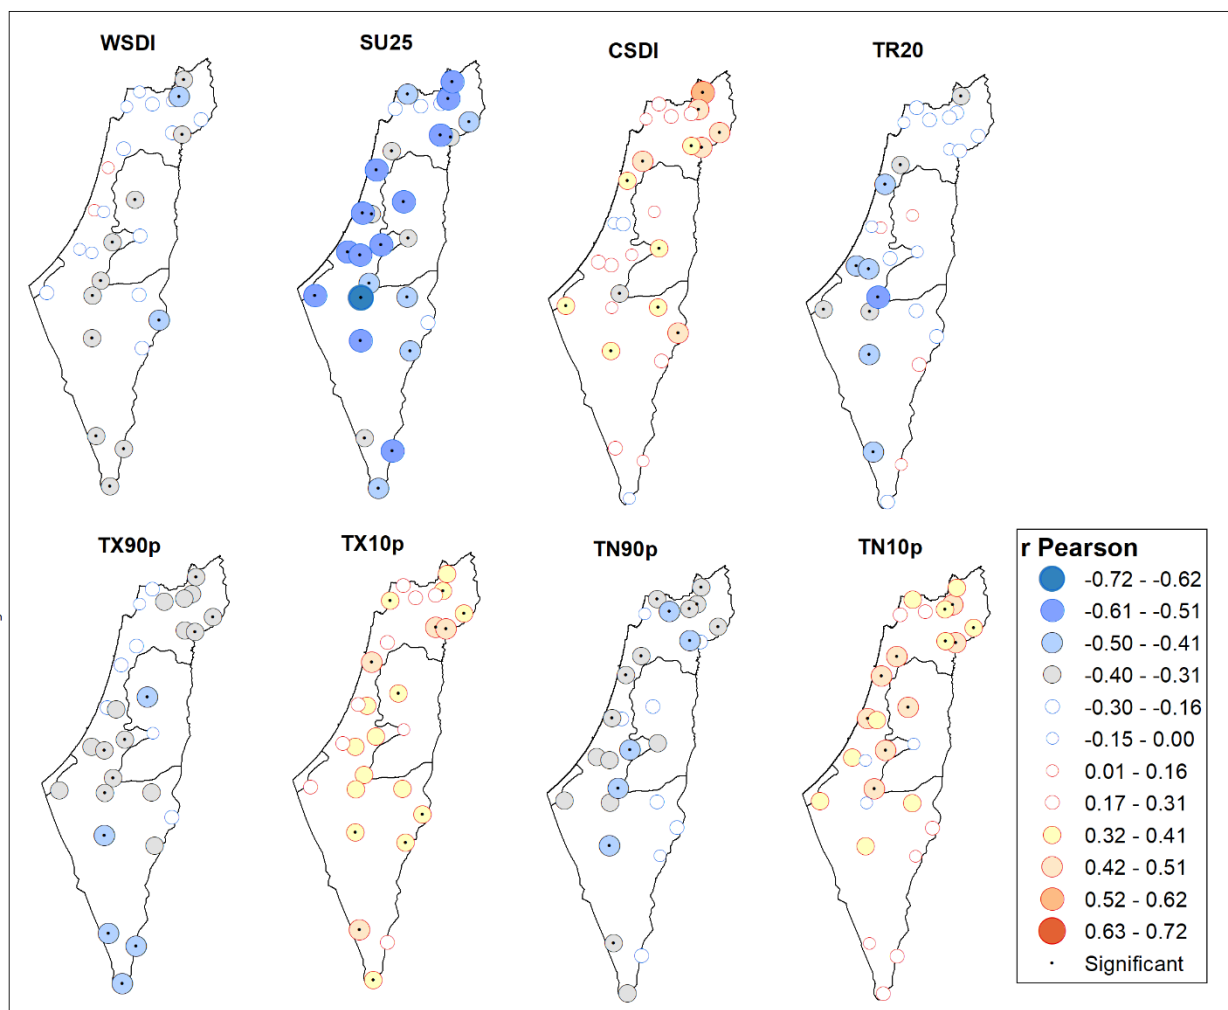 WSDI
SU25
CSDI
TR20
TX90p
TX10p
TN90p
TN10p
r Pearson
-0.72 - -0.62
-0.61 - -0.51
-0.50 - -0.41
-0.40 - -0.31
-0.30 - -0.16
-0.15 - 0.00
0.01 - 0.16
0.17 - 0.31
0.32 - 0.41
0.42 - 0.51
0.52 - 0.62
0.63 - 0.72
Significant